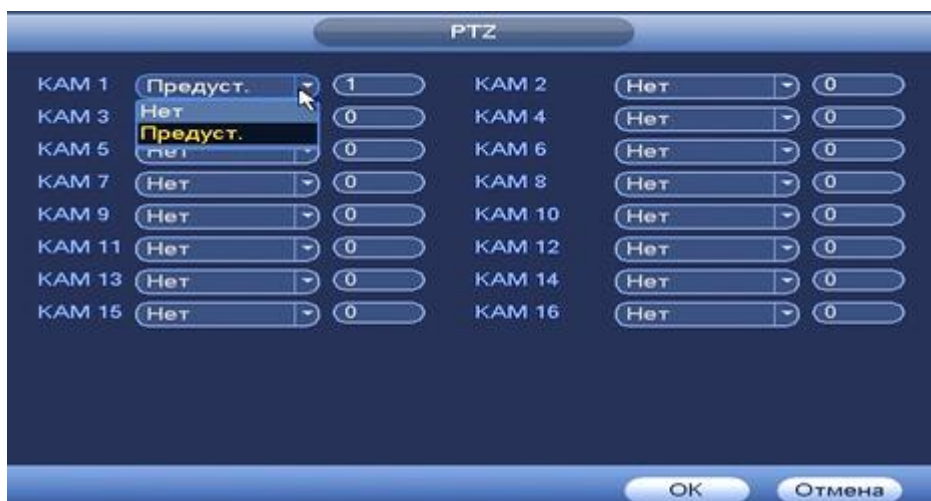 PTZ
КАМ 1 Предуст. 1 КАМ 2 Нет 0
КАМ 3 Нет 0 КАМ 4 Нет 0
Предуст.
КАМ 5 Нет 0 КАМ 6 Нет 0
КАМ 7 Нет 0 КАМ 8 Нет 0
КАМ 9 Нет 0 КАМ 10 Нет 0
КАМ 11 Нет 0 КАМ 12 Нет 0
КАМ 13 Нет 0 КАМ 14 Нет 0
КАМ 15 Нет 0 КАМ 16 Нет 0
ОК Отмена